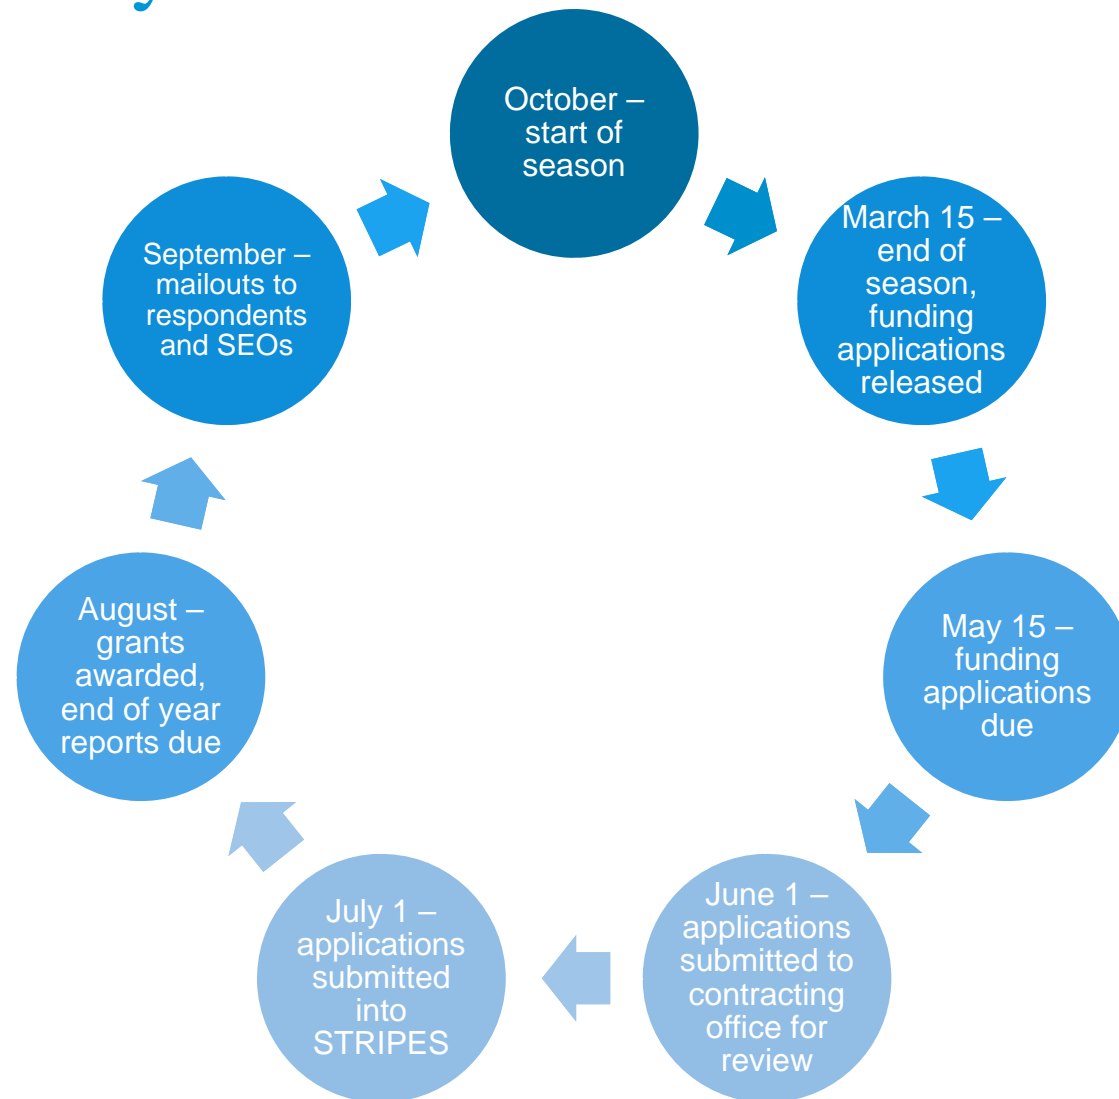 October –
start of
season
March 15 –
end of
season,
funding
applications
released
May 15 –
funding
applications
due
June 1 –
applications
submitted to
contracting
office for
review
July 1 –
applications
submitted
into
STRIPES
August –
grants
awarded,
end of year
reports due
September –
mailouts to
respondents
and SEOs